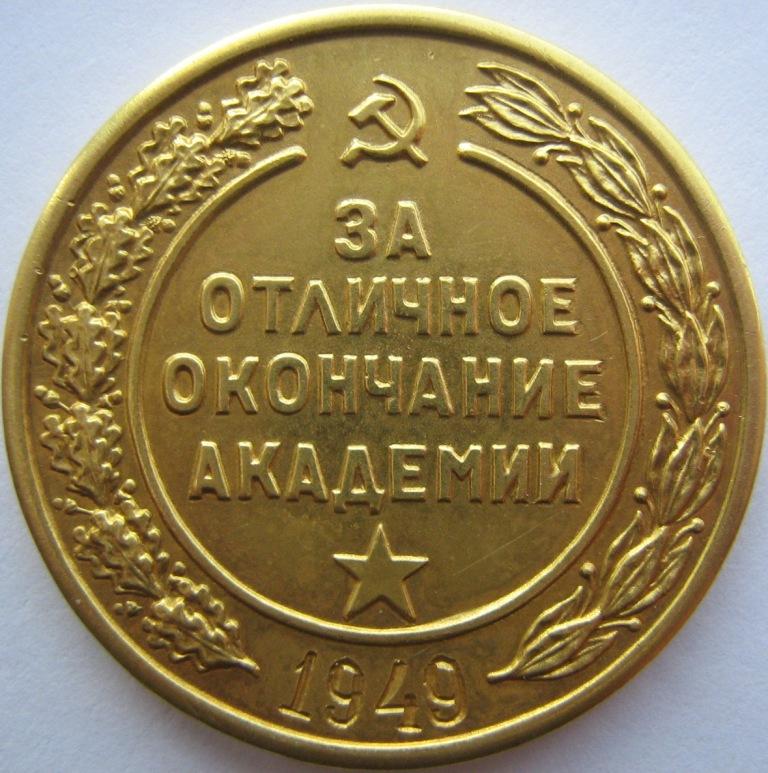 ЗА
ОТЛИЧНОЕ
ОКОНЧАНИЕ
АКАДЕМИИ
1949